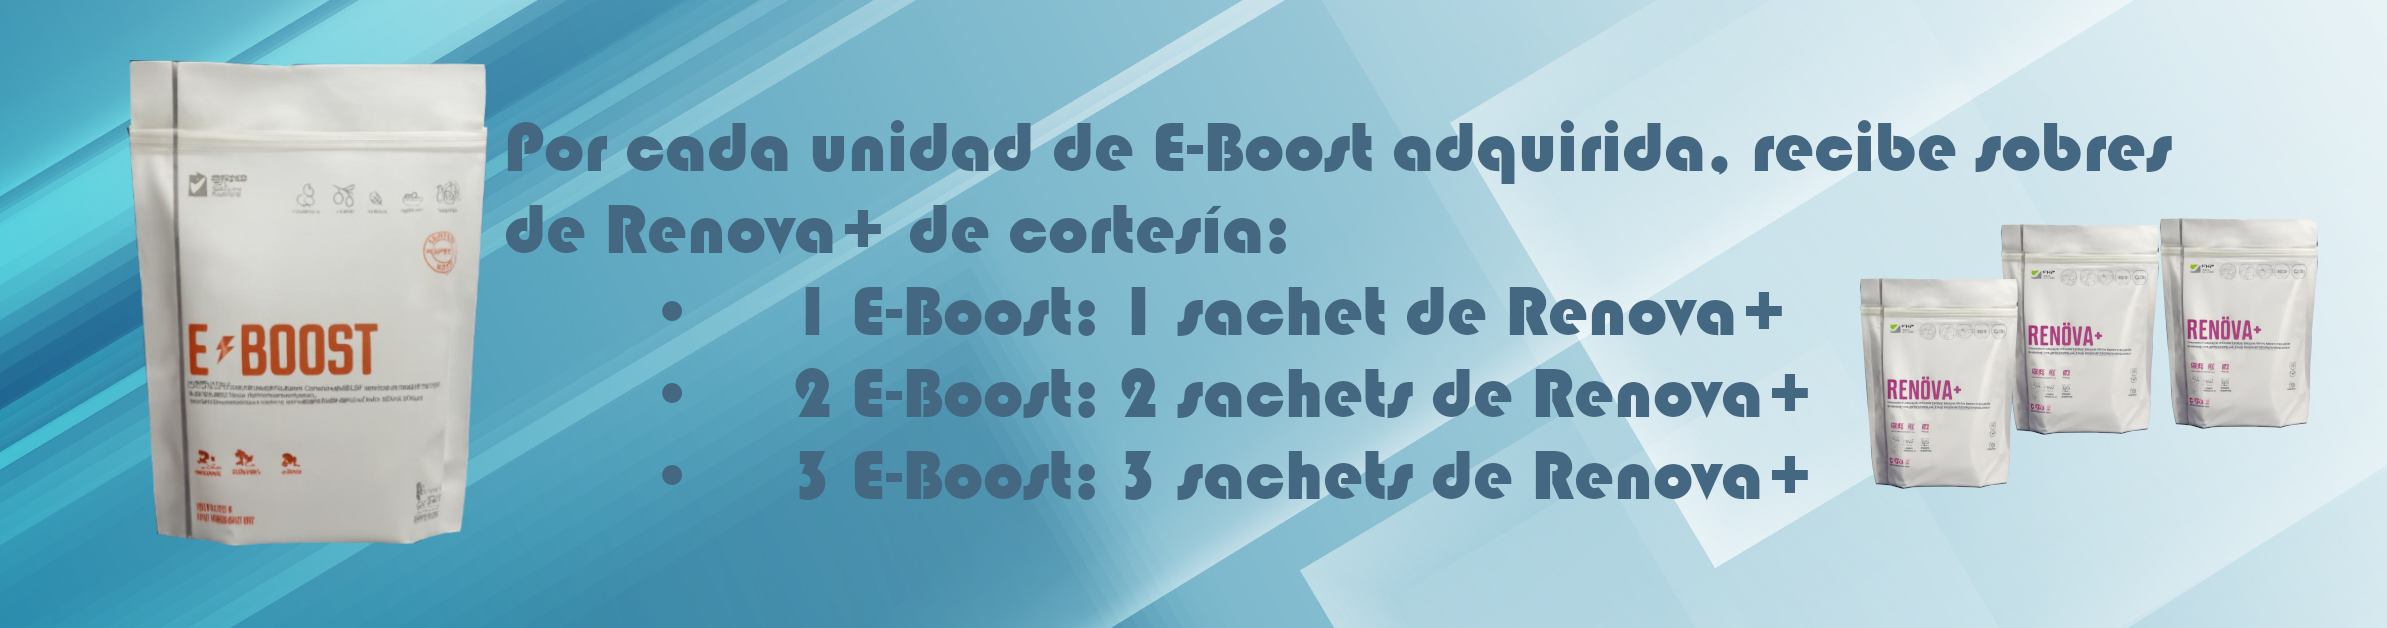 Por cada unidad de E-Boost adquirida, recibe sobres
de Renova+ de cortesía:
• 1 E-Boost: 1 sachet de Renova+
• 2 E-Boost: 2 sachets de Renova+
• 3 E-Boost: 3 sachets de Renova+
E BOOST
RENÖVA+
RENÖVA+
RENÖVA+